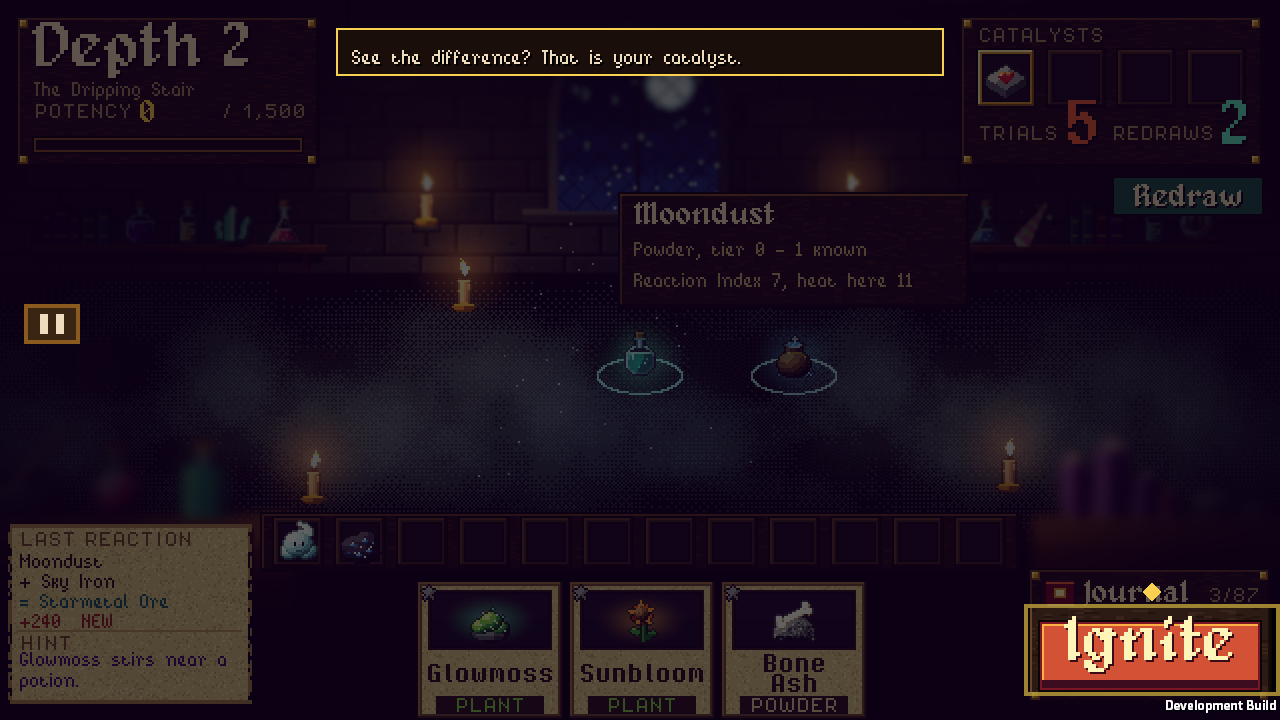 Depth 2
The Dripping Stair
POTENCY 0 / 1,500
See the difference? That is your catalyst.
CATALYSTS
TRIALS 5 REDRAWS 2
Redraw
Moondust
Powder, tier 0 - 1 known
Reaction Index 7, heat here 11
LAST REACTION
Moondust
+ Sky Iron
= Starmetal Ore
+240 NEW
HINT
Glowmoss stirs near a
potion.
Glowmoss
PLANT
Sunbloom
PLANT
Bone
Ash
POWDER
Journal 3/87
Ignite
Development Build